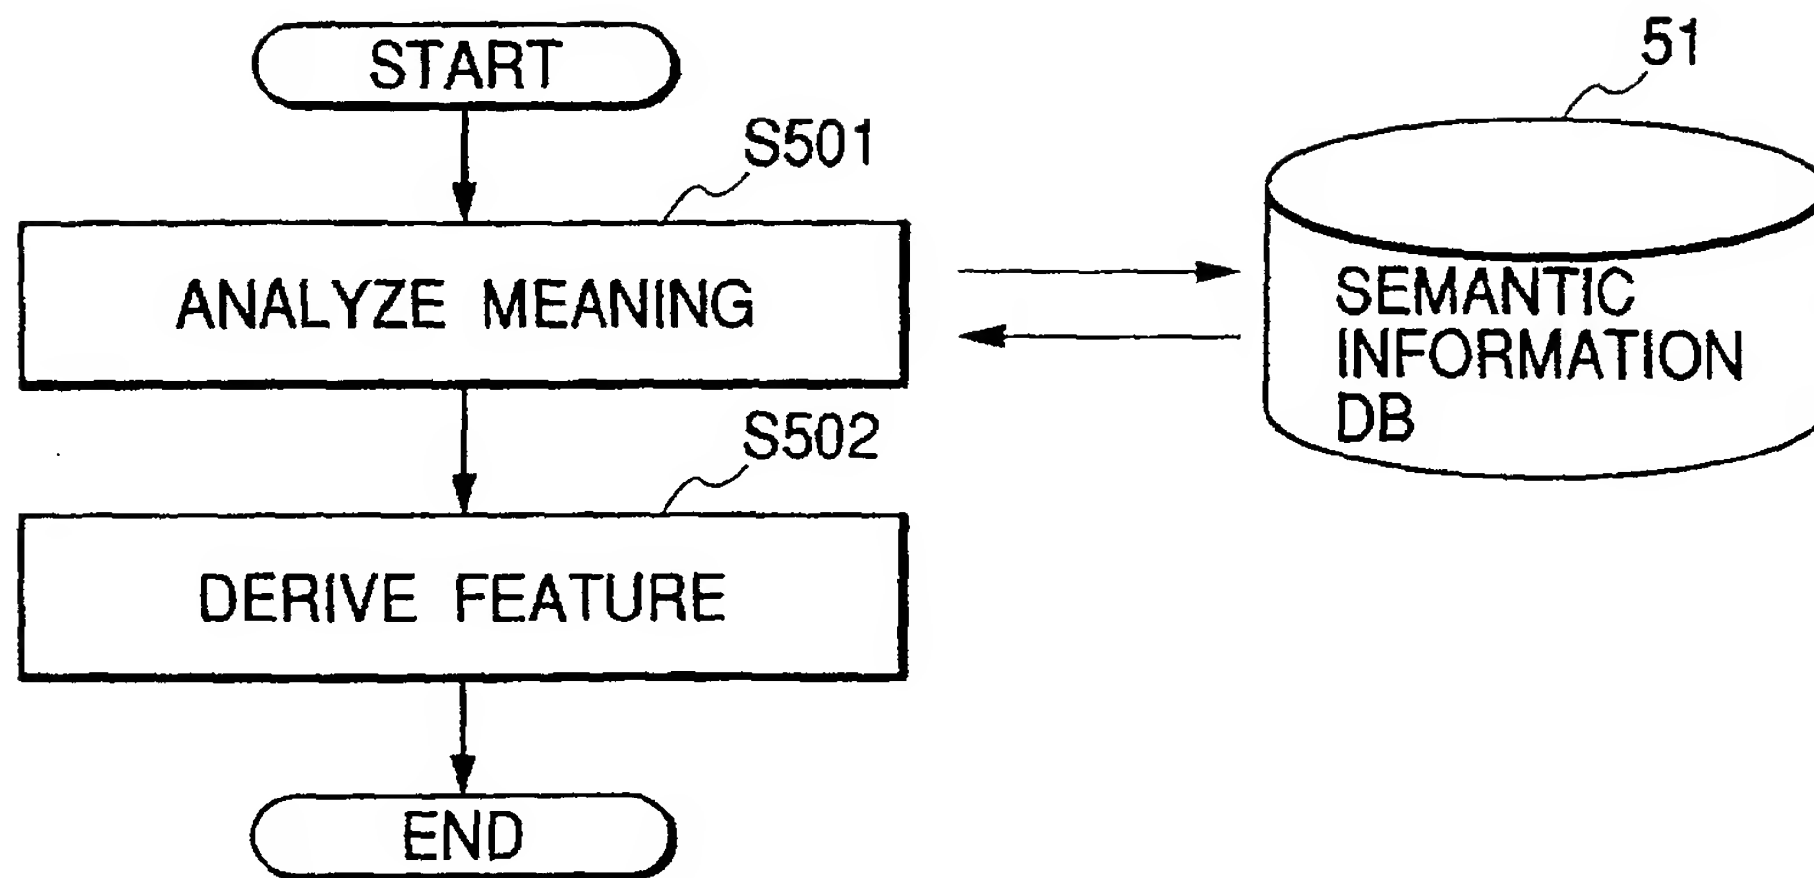 START
51
S501
ANALYZE MEANING
SEMANTIC
INFORMATION
DB
S502
DERIVE FEATURE
END